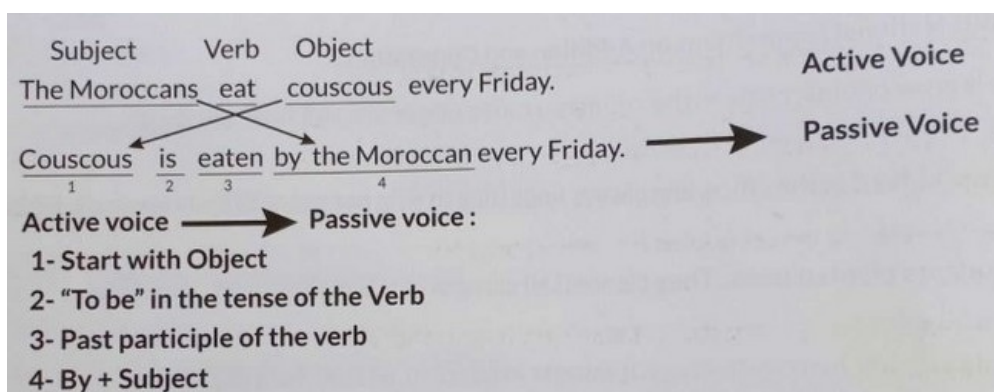 Subject Verb Object
The Moroccans eat couscous every Friday.
Active Voice
Couscous is eaten by the Moroccan every Friday.
Passive Voice
1 2 3 4
Active voice Passive voice :
1- Start with Object
2- “To be” in the tense of the Verb
3- Past participle of the verb
4- By + Subject